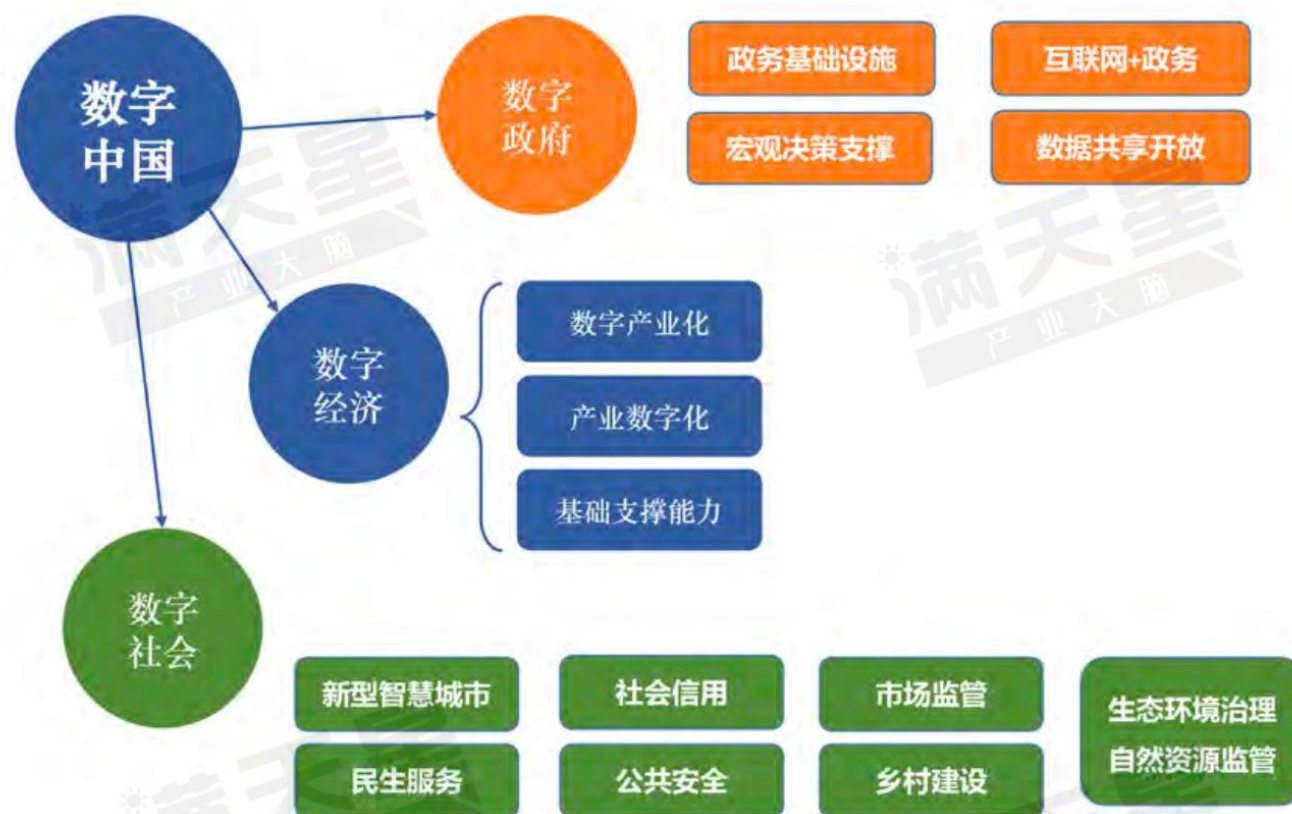 数字
中国
数字
政府
政务基础设施
互联网+政务
宏观决策支撑
数据共享开放
数字
经济
数字产业化
产业数字化
基础支撑能力
数字
社会
新型智慧城市
社会信用
市场监管
生态环境治理
自然资源监管
民生服务
公共安全
乡村建设
满天星
产业大脑
满天星
产业大脑